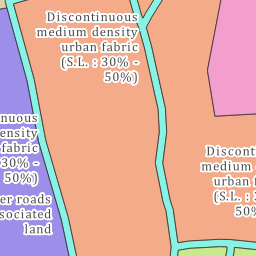 Discontinuous
medium density
urban fabric
(S.L. : 30% -
50%)
nuous
density
fabric
30% -
50%)
er roads
sociated
land
Discont
medium
urban f
(S.L. : 3
50%